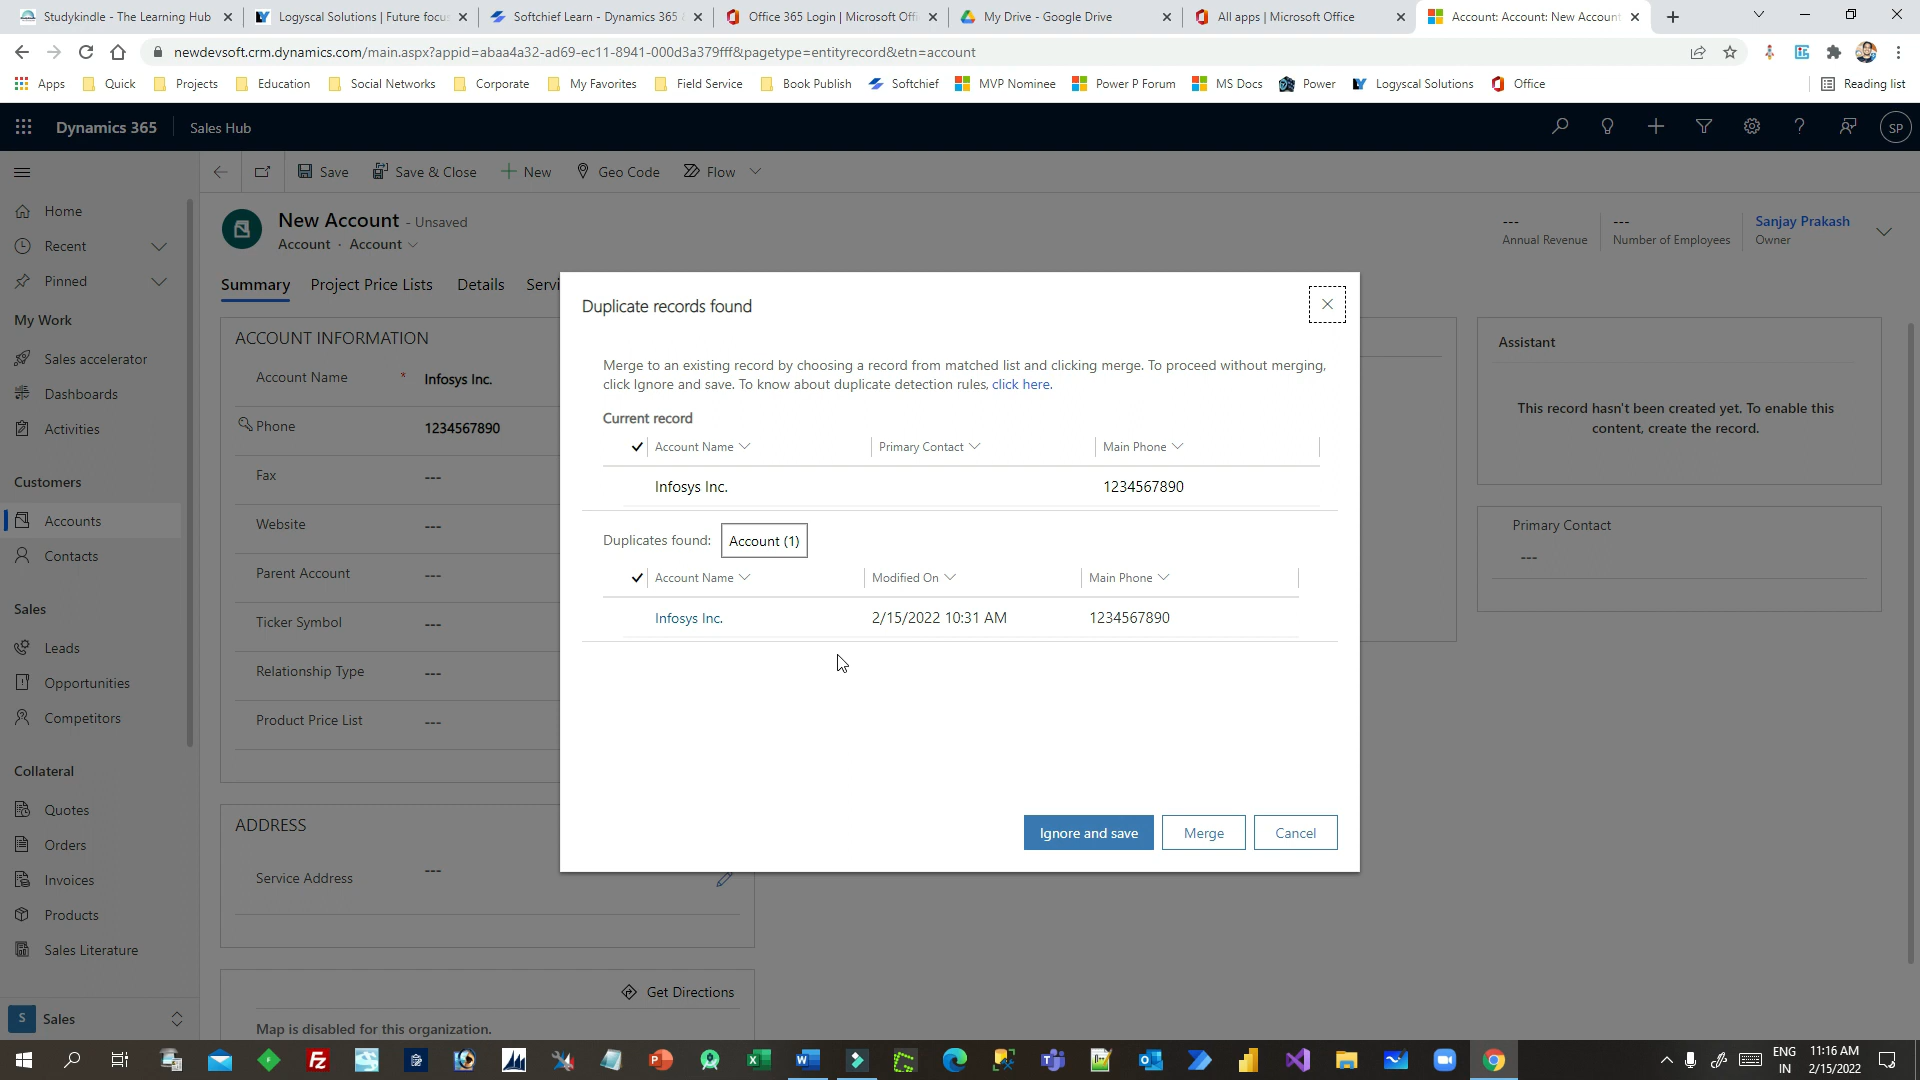 Studykindle - The Learning Hub
Logyscal Solutions | Future focu
Softchief Learn - Dynamics 365
Office 365 Login | Microsoft Offi
My Drive - Google Drive
All apps | Microsoft Office
Account: Account: New Account
newdevsoft.crm.dynamics.com/main.aspx?appid=abaa4a32-ad69-ec11-8941-000d3a379fff&pagetype=entityrecord&etn=account
Apps
Quick
Projects
Education
Social Networks
Corporate
My Favorites
Field Service
Book Publish
Softchief
MVP Nominee
Power P Forum
MS Docs
Power
Logyscal Solutions
Office
Reading list
Dynamics 365
Sales Hub
SP
Save
Save & Close
New
Geo Code
Flow
Home
Recent
Pinned
My Work
Sales accelerator
Dashboards
Activities
Customers
Accounts
Contacts
Sales
Leads
Opportunities
Competitors
Collateral
Quotes
Orders
Invoices
Products
Sales Literature
S Sales
New Account - Unsaved
Account · Account
---
Annual Revenue
---
Number of Employees
Sanjay Prakash
Owner
Summary
Project Price Lists
Details
Servi
ACCOUNT INFORMATION
Account Name * Infosys Inc.
Phone 1234567890
Fax ---
Website ---
Parent Account ---
Ticker Symbol ---
Relationship Type ---
Product Price List ---
ADDRESS
Service Address ---
Get Directions
Map is disabled for this organization.
Duplicate records found
Merge to an existing record by choosing a record from matched list and clicking merge. To proceed without merging,
click Ignore and save. To know about duplicate detection rules, click here.
Current record
Account Name Primary Contact Main Phone
Infosys Inc. 1234567890
Duplicates found: Account (1)
Account Name Modified On Main Phone
Infosys Inc. 2/15/2022 10:31 AM 1234567890
Ignore and save
Merge
Cancel
Assistant
This record hasn't been created yet. To enable this
content, create the record.
Primary Contact
---
ENG
IN
11:16 AM
2/15/2022